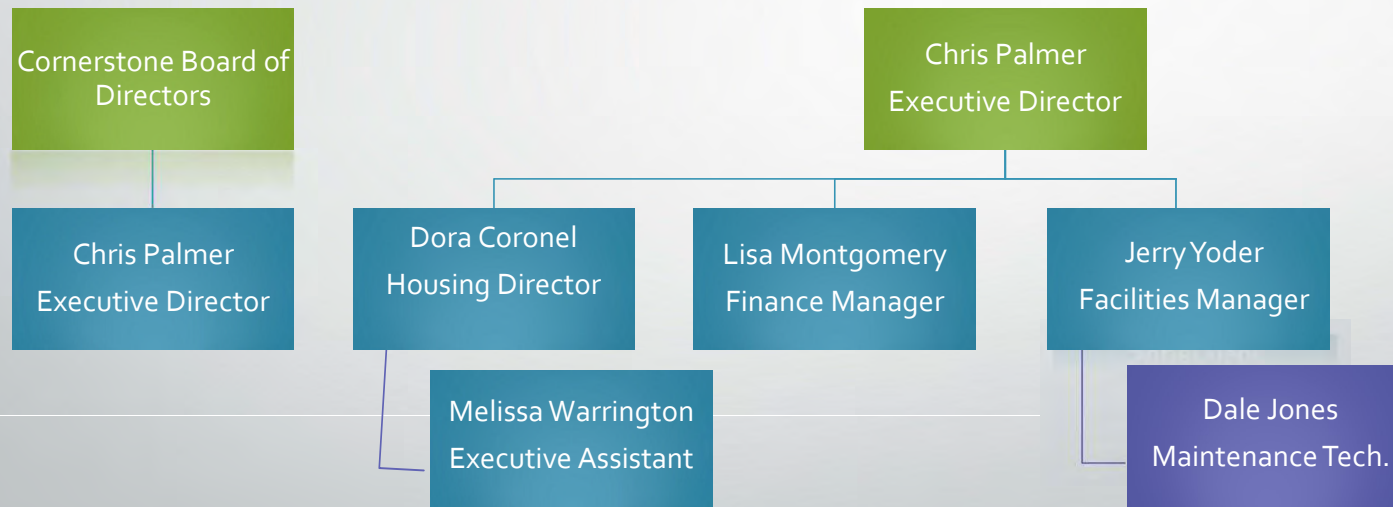 Cornerstone Board of
Directors
Chris Palmer
Executive Director
Chris Palmer
Executive Director
Dora Coronel
Housing Director
Lisa Montgomery
Finance Manager
Jerry Yoder
Facilities Manager
Melissa Warrington
Executive Assistant
Dale Jones
Maintenance Tech.